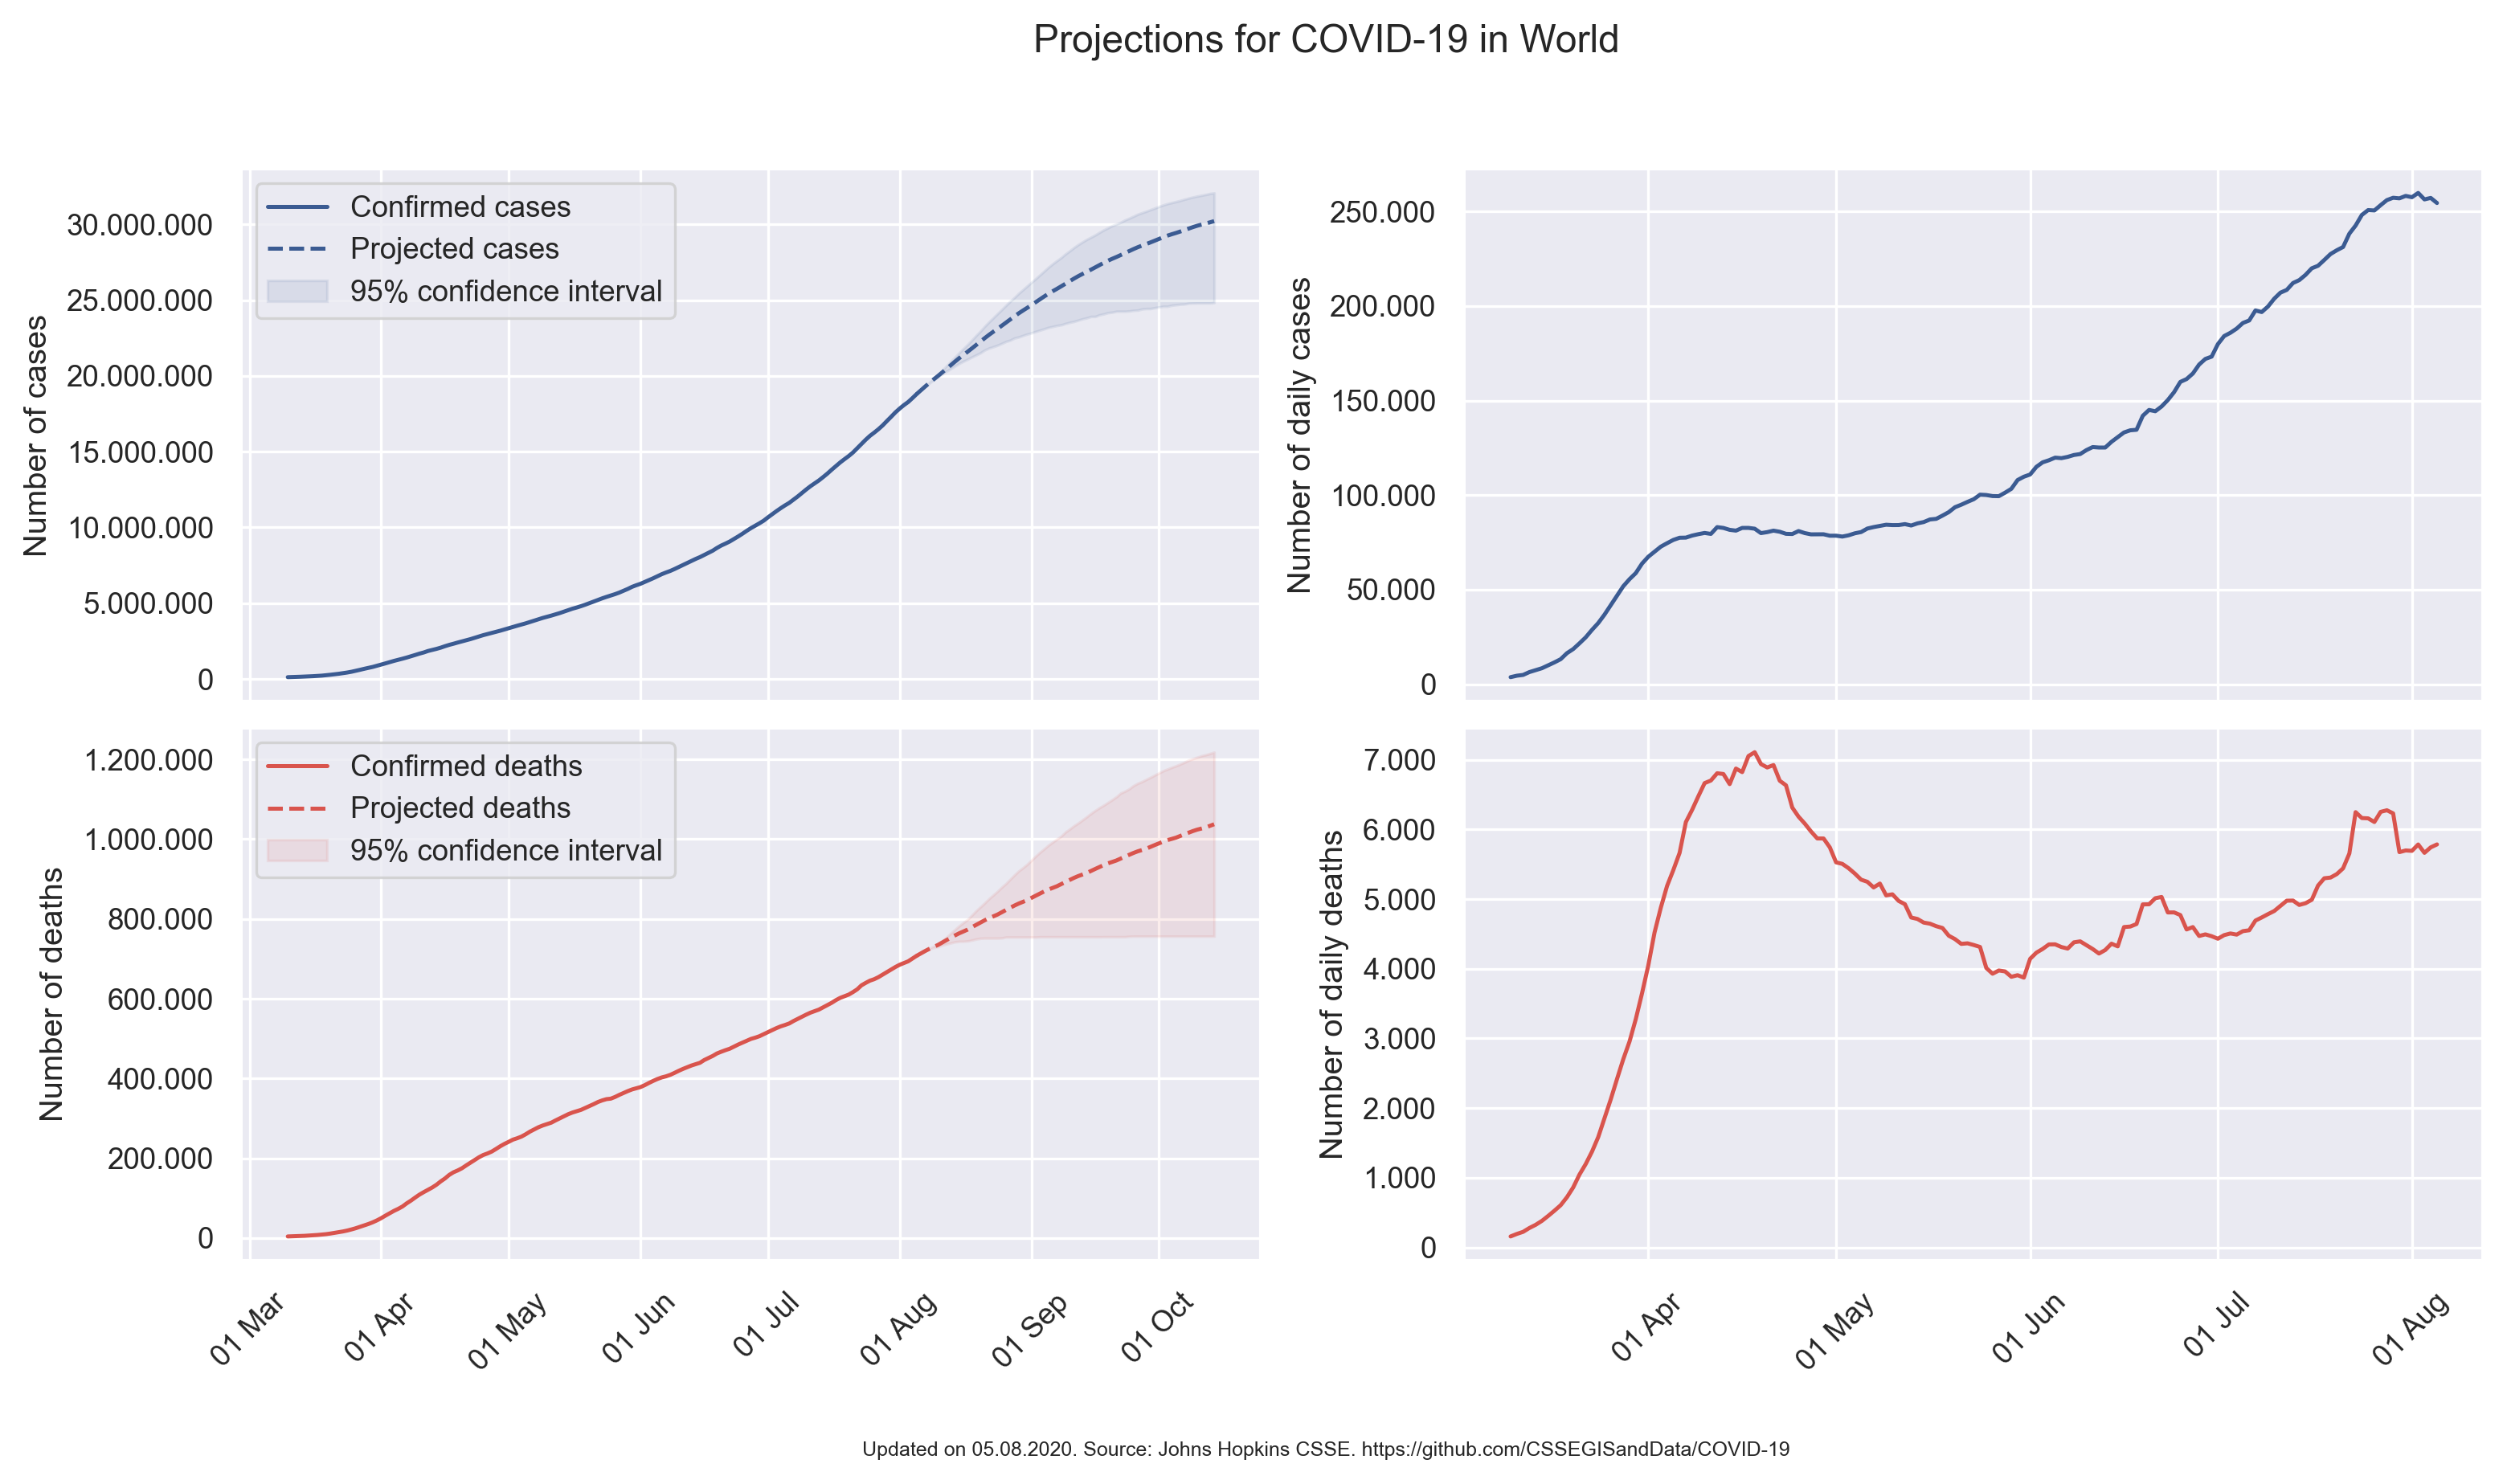 Projections for COVID-19 in World
Number of cases
30.000.000
25.000.000
20.000.000
15.000.000
10.000.000
5.000.000
0
Confirmed cases
Projected cases
95% confidence interval
Number of daily cases
250.000
200.000
150.000
100.000
50.000
0
Number of deaths
1.200.000
1.000.000
800.000
600.000
400.000
200.000
0
Confirmed deaths
Projected deaths
95% confidence interval
01 Mar
01 Apr
01 May
01 Jun
01 Jul
01 Aug
01 Sep
01 Oct
Number of daily deaths
7.000
6.000
5.000
4.000
3.000
2.000
1.000
0
01 Apr
01 May
01 Jun
01 Jul
01 Aug
Updated on 05.08.2020. Source: Johns Hopkins CSSE. https://github.com/CSSEGISandData/COVID-19